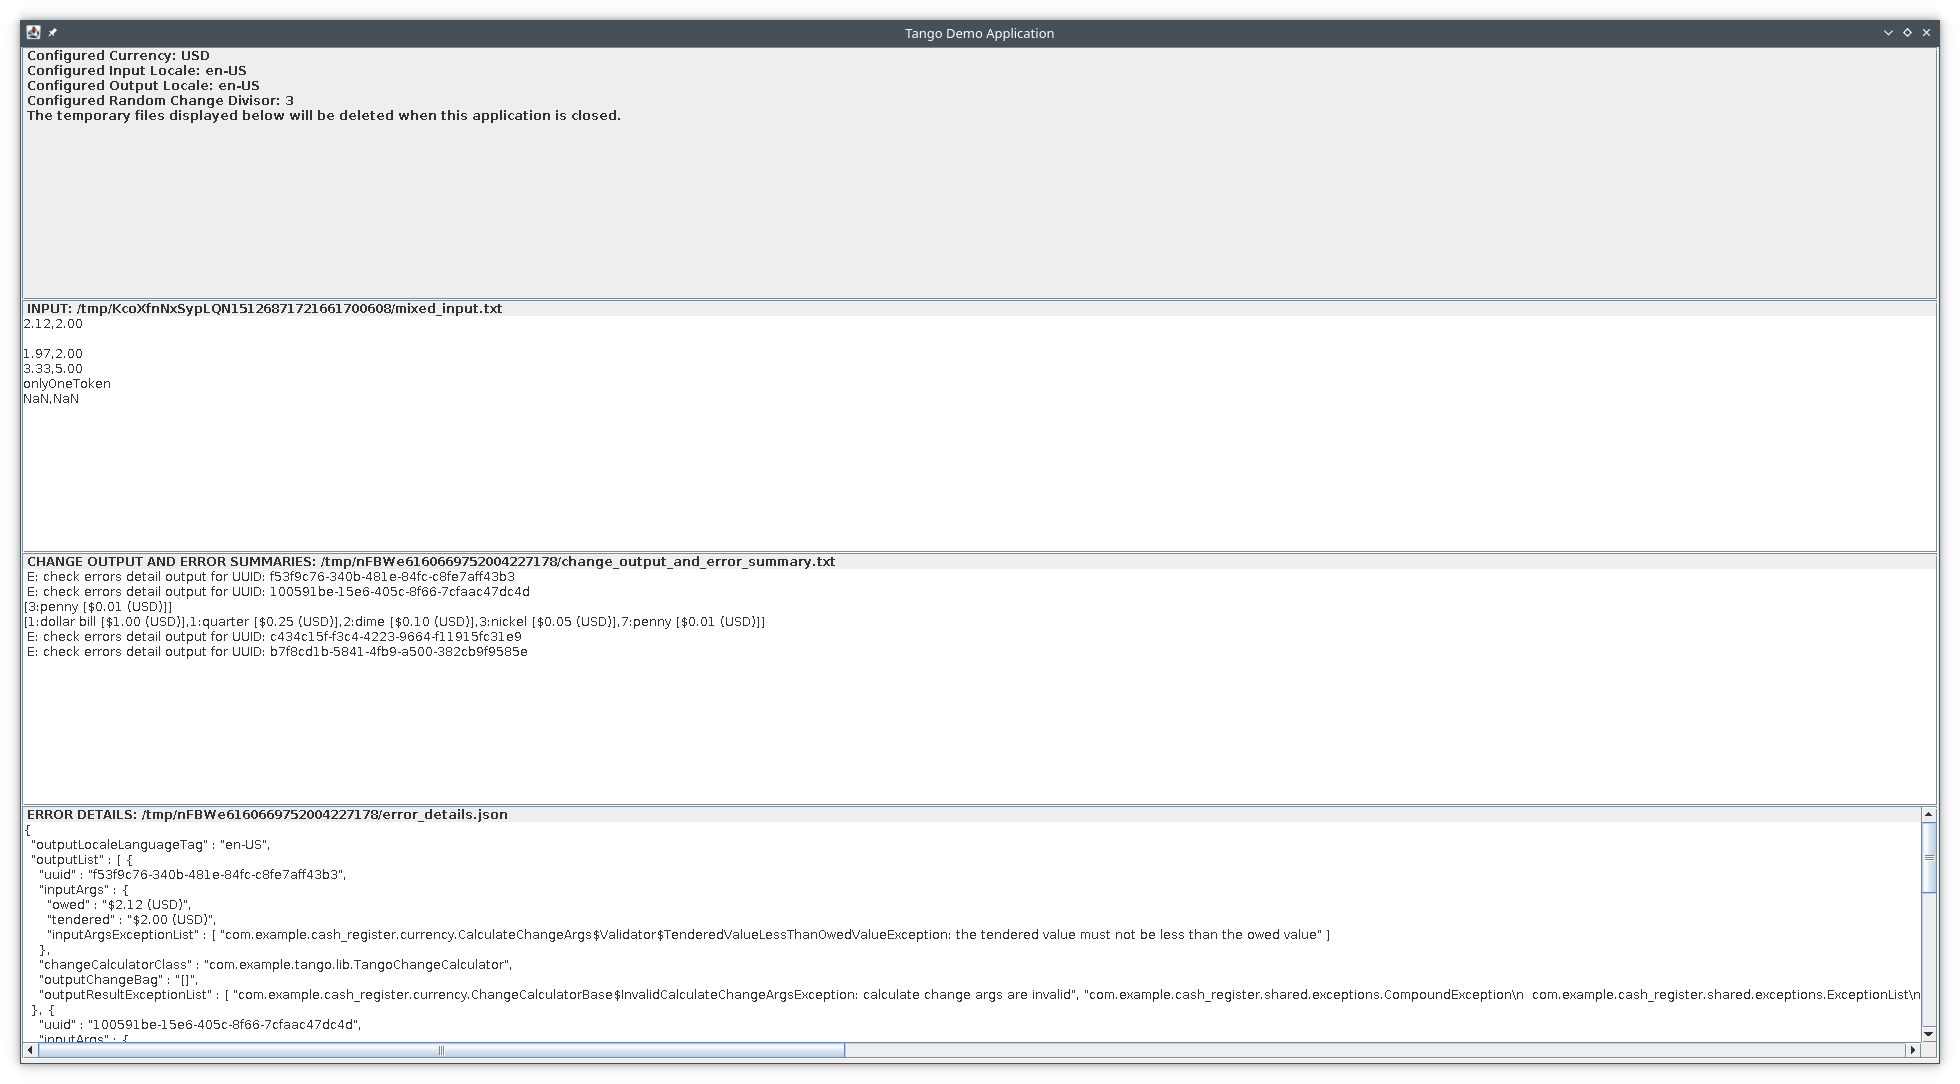 Tango Demo Application
Configured Currency: USD
Configured Input Locale: en-US
Configured Output Locale: en-US
Configured Random Change Divisor: 3
The temporary files displayed below will be deleted when this application is closed.
INPUT: /tmp/KcoXfnNxSypLQN15126871721661700608/mixed_input.txt
2.12,2.00
1.97,2.00
3.33,5.00
onlyOneToken
NaN,NaN
CHANGE OUTPUT AND ERROR SUMMARIES: /tmp/nFBWe6160669752004227178/change_output_and_error_summary.txt
E: check errors detail output for UUID: f53f9c76-340b-481e-84fc-c8fe7aff43b3
E: check errors detail output for UUID: 100591be-15e6-405c-8f66-7cfaac47dc4d
[3:penny [$0.01 (USD)]]
[1:dollar bill [$1.00 (USD)],1:quarter [$0.25 (USD)],2:dime [$0.10 (USD)],3:nickel [$0.05 (USD)],7:penny [$0.01 (USD)]]
E: check errors detail output for UUID: c434c15f-f3c4-4223-9664-f11915fc31e9
E: check errors detail output for UUID: b7f8cd1b-5841-4fb9-a500-382cb9f9585e
ERROR DETAILS: /tmp/nFBWe6160669752004227178/error_details.json
{
"outputLocaleLanguageTag" : "en-US",
"outputList" : [ {
"uuid" : "f53f9c76-340b-481e-84fc-c8fe7aff43b3",
"inputArgs" : {
"owed" : "$2.12 (USD)",
"tendered" : "$2.00 (USD)",
"inputArgsExceptionList" : [ "com.example.cash_register.currency.CalculateChangeArgs$Validator$TenderedValueLessThanOwedValueException: the tendered value must not be less than the owed value" ]
},
"changeCalculatorClass" : "com.example.tango.lib.TangoChangeCalculator",
"outputChangeBag" : "[]",
"outputResultExceptionList" : [ "com.example.cash_register.currency.ChangeCalculatorBase$InvalidCalculateChangeArgsException: calculate change args are invalid", "com.example.cash_register.shared.exceptions.CompoundException\n  com.example.cash_register.shared.exceptions.ExceptionList\n
}, {
"uuid" : "100591be-15e6-405c-8f66-7cfaac47dc4d",
"inputArgs" : {